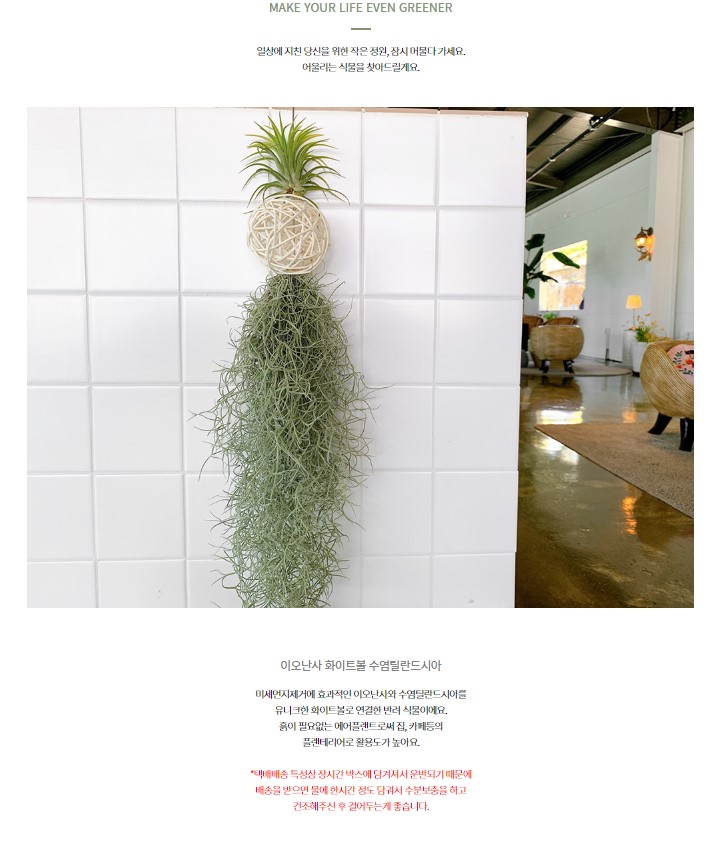 MAKE YOUR LIFE EVEN GREENER
일상에 지친 당신을 위한 작은 정원, 잠시 머물다 가세요.
어울리는 식물을 찾아드릴게요.
이오난사 화이트볼 수염틸란드시아
미세먼지제거에 효과적인 이오난사와 수염틸란드시아를
유니크한 화이트볼로 연결한 반려 식물이에요.
흙이 필요없는 에어플랜트로써 집, 카페등의
플랜테리어로 활용도가 높아요.
*택배배송 특성상 장시간 박스에 담겨져서 운반되기 때문에
배송을 받으면 물에 한시간 정도 담궈서 수분보충을 하고
건조해주신 후 걸어두는게 좋습니다.